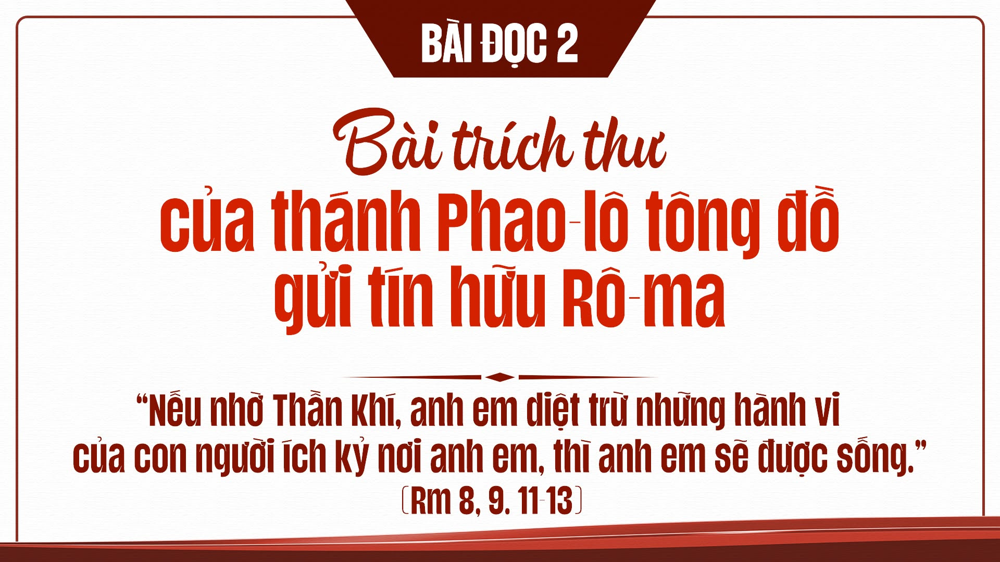 BÀI ĐỌC 2
Bài trích thư
của thánh Phao-lô tông đồ
gửi tín hữu Rô-ma
“Nếu nhờ Thần Khí, anh em diệt trừ những hành vi
của con người ích kỷ nơi anh em, thì anh em sẽ được sống.”
(Rm 8, 9. 11-13)